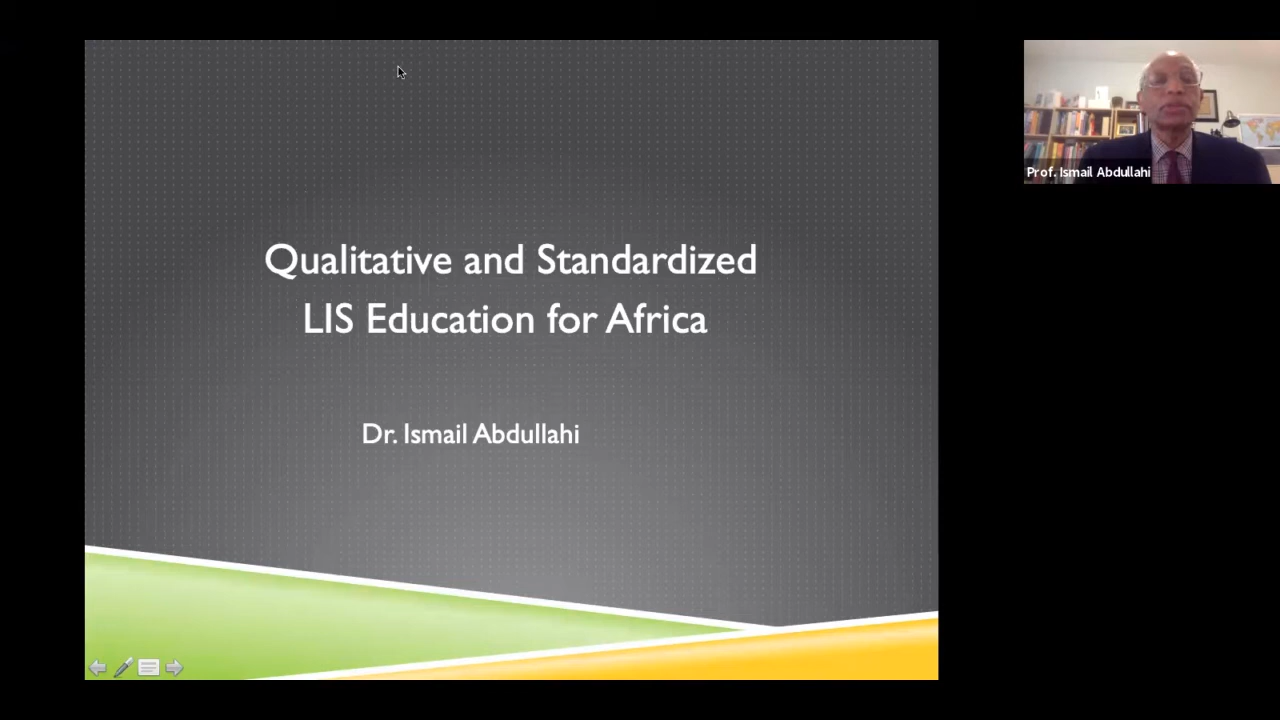 Qualitative and Standardized
LIS Education for Africa
Dr. Ismail Abdullahi
Prof. Ismail Abdullahi